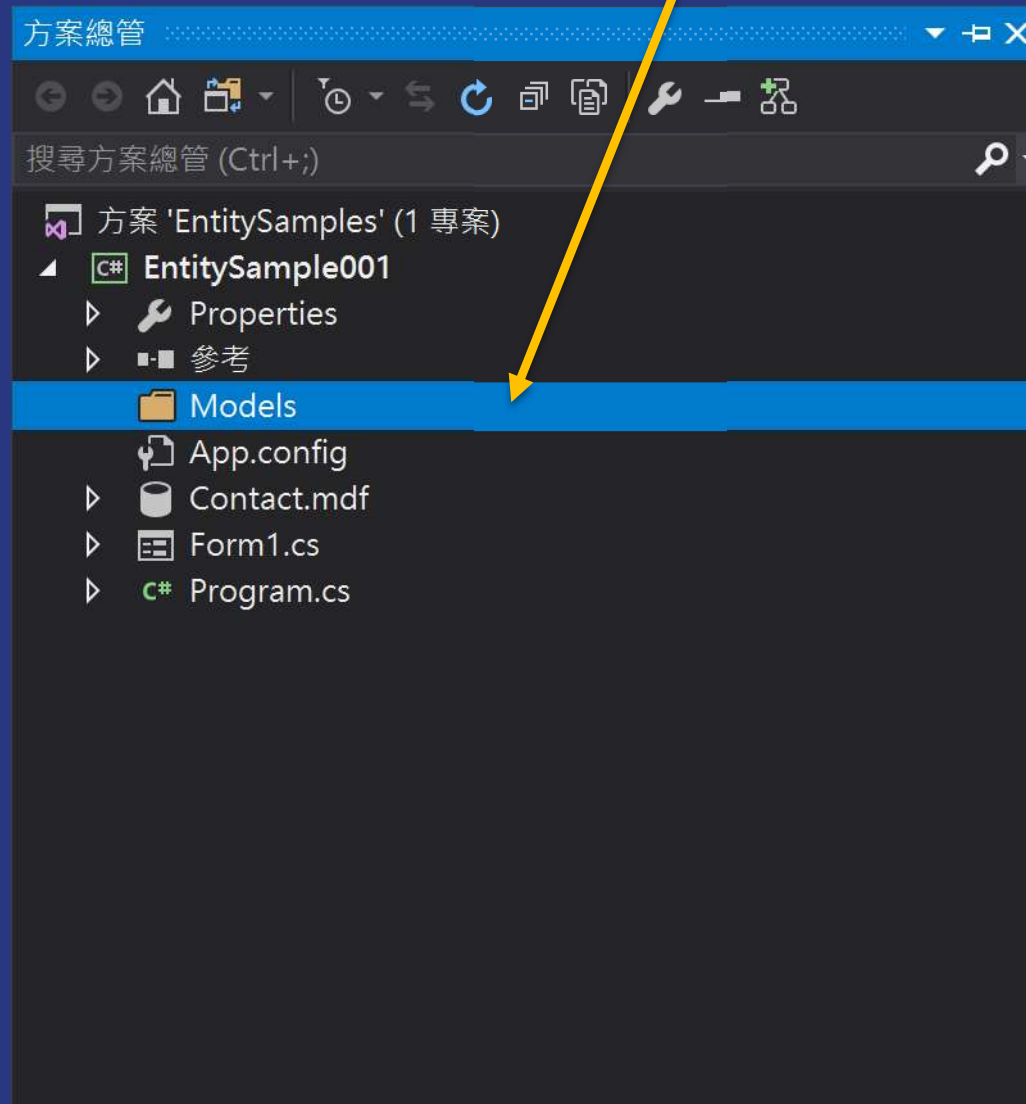 方案總管
搜尋方案總管 (Ctrl+;)
方案 'EntitySamples' (1 專案)
C# EntitySample001
Properties
參考
Models
App.config
Contact.mdf
Form1.cs
C# Program.cs